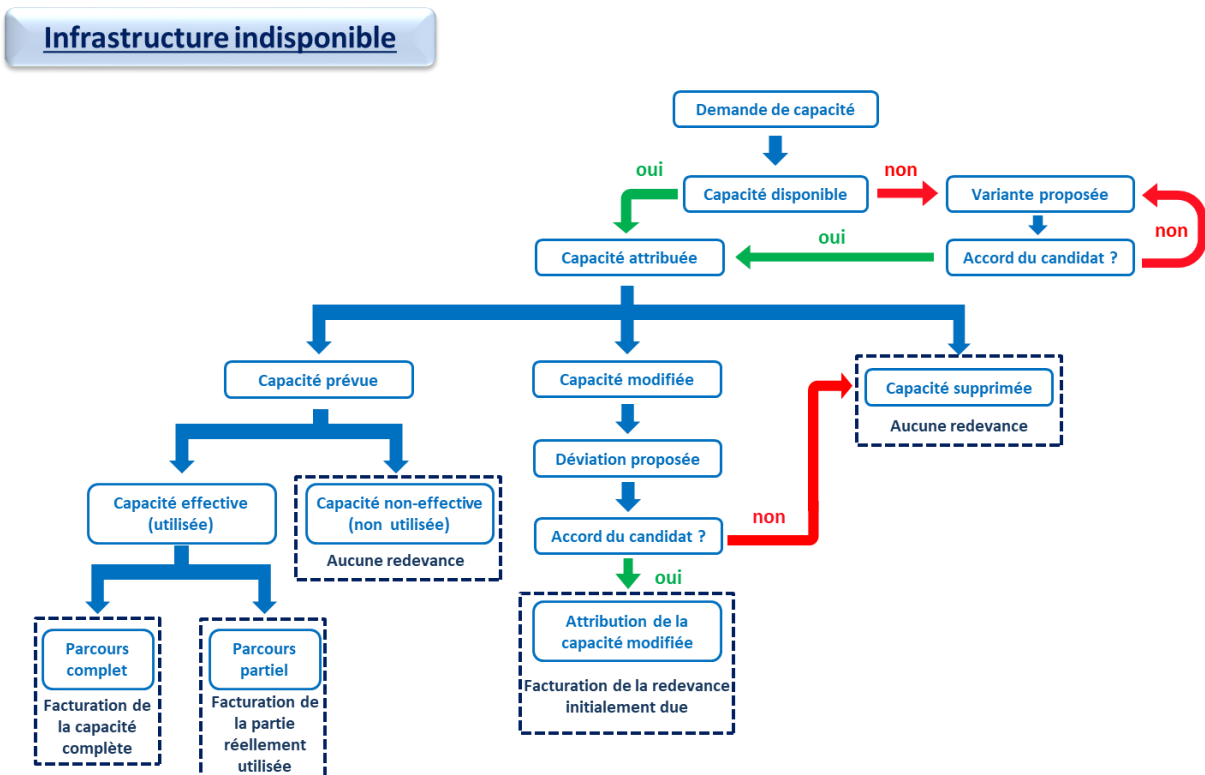 Infrastructure indisponible
Demande de capacité
oui
non
Capacité disponible
Variante proposée
oui
non
Capacité attribuée
Accord du candidat ?
Capacité prévue
Capacité modifiée
Capacité supprimée
Aucune redevance
Déviation proposée
Capacité effective
(utilisée)
Capacité non-effective
(non utilisée)
Aucune redevance
Accord du candidat ?
non
oui
Parcours
complet
Facturation de
la capacité
complète
Parcours
partiel
Facturation de
la partie
réellement
utilisée
Attribution de la
capacité modifiée
Facturation de la redevance
initialement due